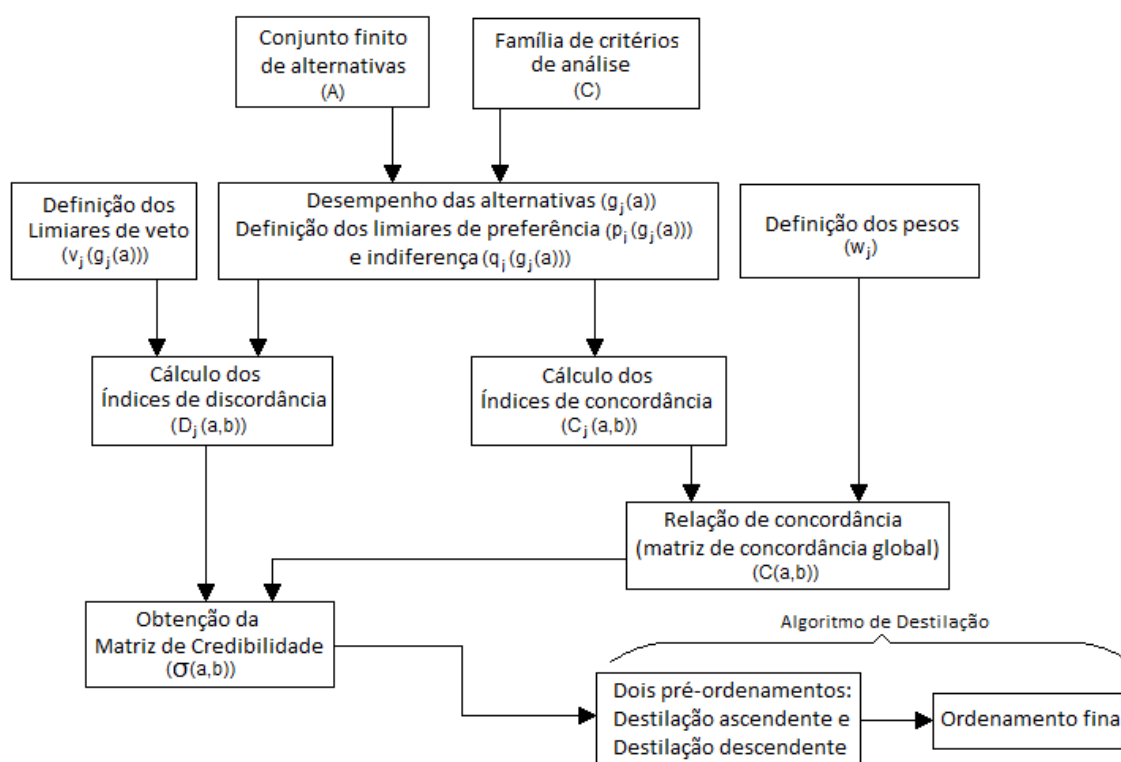 Conjunto finito
de alternativas
(A)
Família de critérios
de análise
(C)
Definição dos
Limiares de veto
(vj(gj(a)))
Desempenho das alternativas (gj(a))
Definição dos limiares de preferência (pi(gj(a)))
e indiferença (qi(gj(a)))
Definição dos pesos
(wj)
Cálculo dos
Índices de discordância
(Dj(a,b))
Cálculo dos
Índices de concordância
(Cj(a,b))
Relação de concordância
(matriz de concordância global)
(C(a,b))
Obtenção da
Matriz de Credibilidade
(σ(a,b))
Algoritmo de Destilação
Dois pré-ordenamentos:
Destilação ascendente e
Destilação descendente
Ordenamento fina